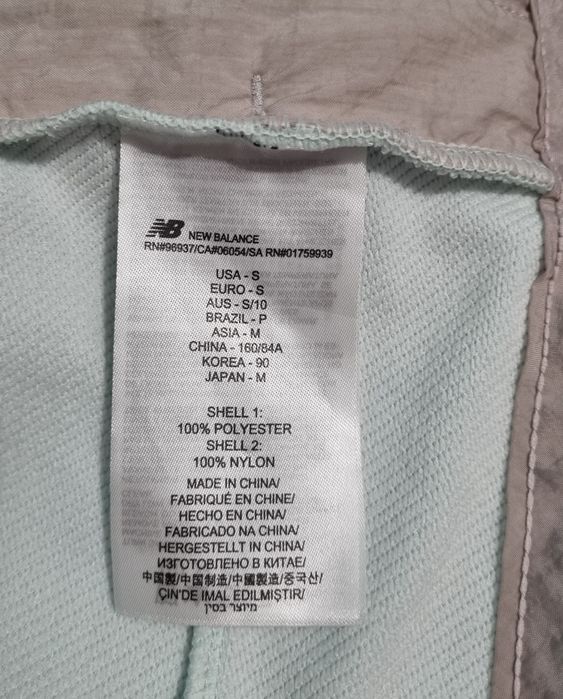 NB NEW BALANCE
RN#96937/CA#06054/SA RN#01759939
USA - S
EURO - S
AUS - S/10
BRAZIL - P
ASIA - M
CHINA - 160/84A
KOREA - 90
JAPAN - M
SHELL 1:
100% POLYESTER
SHELL 2:
100% NYLON
MADE IN CHINA/
FABRIQUÉ EN CHINE/
HECHO EN CHINA/
FABRICADO NA CHINA/
HERGESTELLT IN CHINA/
ИЗГОТОВЛЕНО В КИТАЕ/
中国製/中国制造/中國製造/중국산/
ÇIN'DE IMAL EDILMIŞTIR/
מיוצר בסין